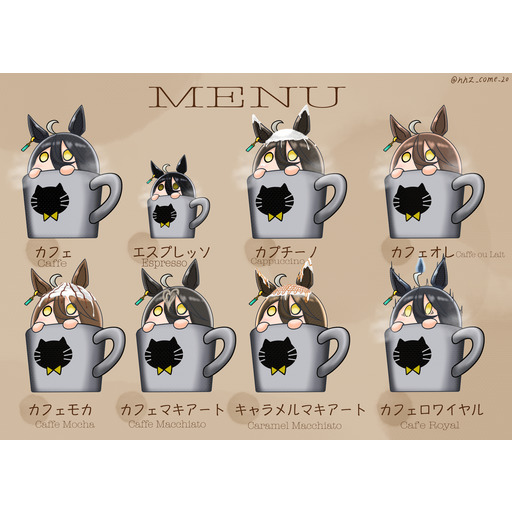 @nnz_come_20
MENU
カフェ
Caffe
エスプレッソ
Espresso
カプチーノ
Cappuccino
カフェオレ
Caffe ou Lait
カフェモカ
Caffe Mocha
カフェマキアート
Caffe Macchiato
キャラメルマキアート
Caramel Macchiato
カフェロワイヤル
Cafe Royal